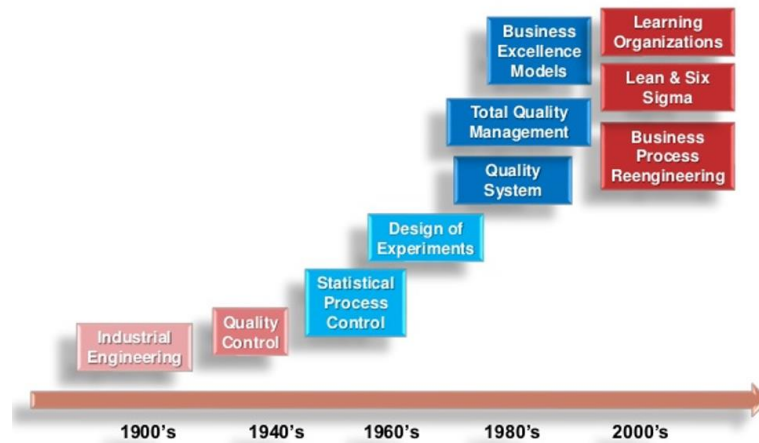 Business
Excellence
Models
Learning
Organizations
Lean & Six
Sigma
Total Quality
Management
Business
Process
Reengineering
Quality
System
Design of
Experiments
Statistical
Process
Control
Quality
Control
Industrial
Engineering
1900's
1940's
1960's
1980's
2000's